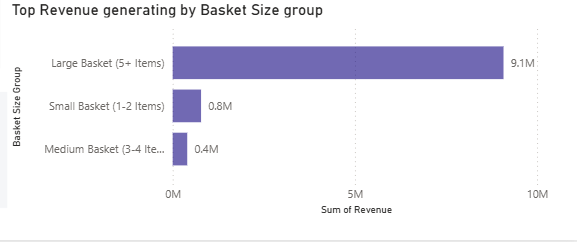 Top Revenue generating by Basket Size group
Basket Size Group
Large Basket (5+ Items)
9.1M
Small Basket (1-2 Items)
0.8M
Medium Basket (3-4 Ite...
0.4M
0M
5M
10M
Sum of Revenue